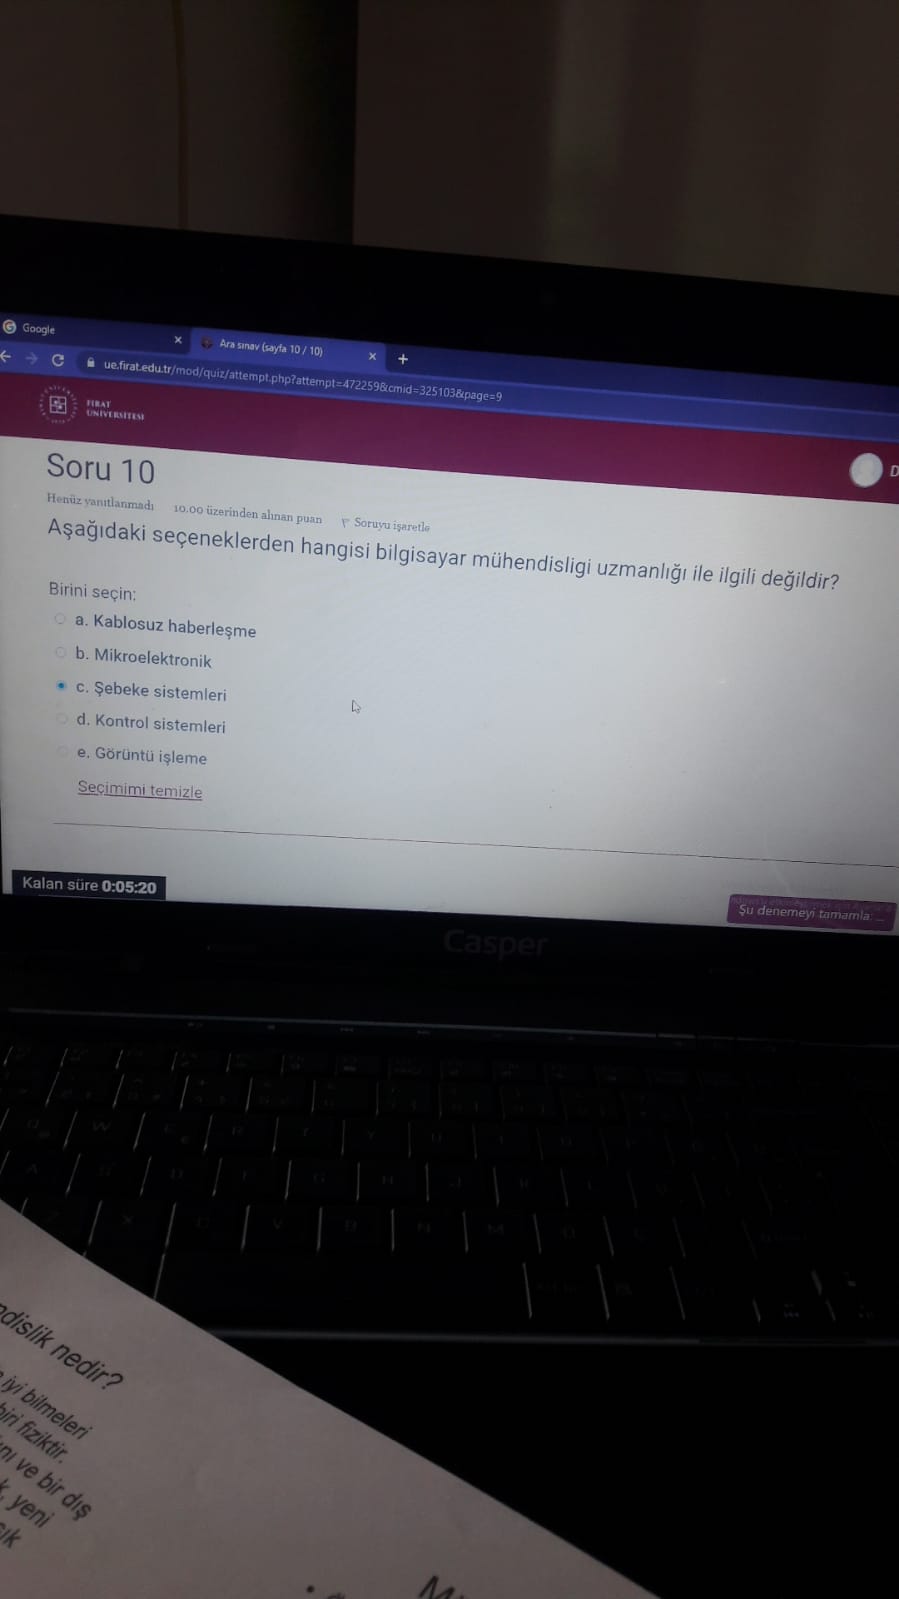 Google
Ara sınav (sayfa 10 / 10)
ue.firat.edu.tr/mod/quiz/attempt.php?attempt=472259&cmid=325103&page=9
FIRAT
ÜNİVERSİTESİ
D
Soru 10
Henüz yanıtlanmadı 10.00 üzerinden alınan puan Soruyu işaretle
Aşağıdaki seçeneklerden hangisi bilgisayar mühendisligi uzmanlığı ile ilgili değildir?
Birini seçin:
a. Kablosuz haberleşme
b. Mikroelektronik
c. Şebeke sistemleri
d. Kontrol sistemleri
e. Görüntü işleme
Seçimimi temizle
Kalan süre 0:05:20
Şu denemeyi tamamla: ...
Casper
ndislik nedir?
iyi bilmeleri
biri fiziktir.
ve bir dış
yeni